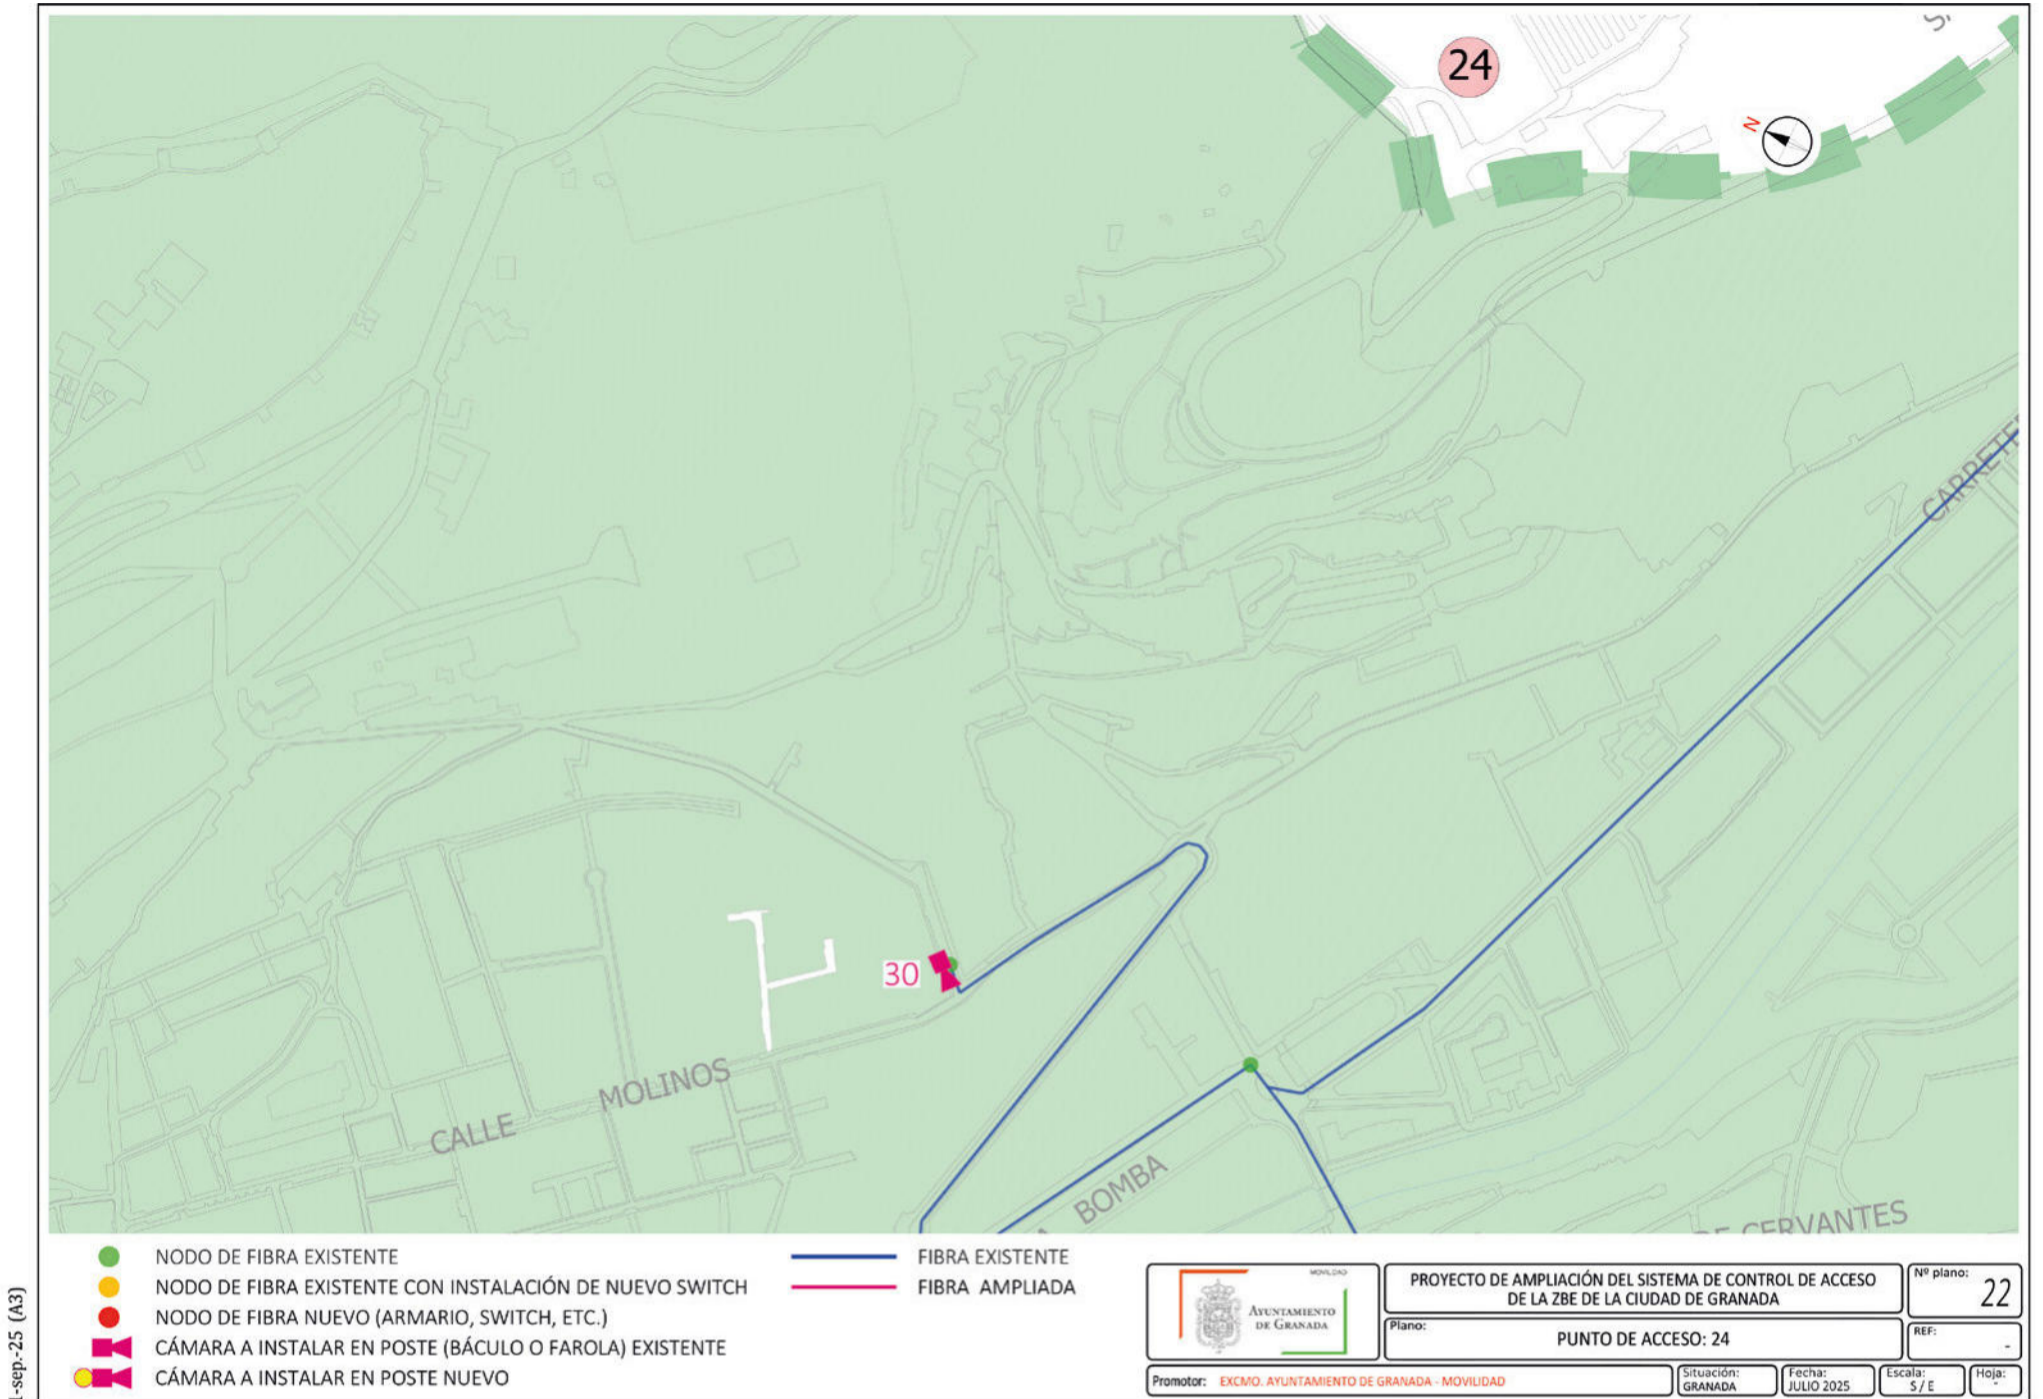 24
N
CARRETE
30
CALLE MOLINOS
BOMBA
DE CERVANTES
NODO DE FIBRA EXISTENTE
NODO DE FIBRA EXISTENTE CON INSTALACIÓN DE NUEVO SWITCH
NODO DE FIBRA NUEVO (ARMARIO, SWITCH, ETC.)
CÁMARA A INSTALAR EN POSTE (BÁCULO O FAROLA) EXISTENTE
CÁMARA A INSTALAR EN POSTE NUEVO
FIBRA EXISTENTE
FIBRA AMPLIADA
MOVILIDAD
AYUNTAMIENTO
DE GRANADA
PROYECTO DE AMPLIACIÓN DEL SISTEMA DE CONTROL DE ACCESO
DE LA ZBE DE LA CIUDAD DE GRANADA
Nº plano:
22
Plano:
PUNTO DE ACCESO: 24
REF:
-
Promotor: EXCMO. AYUNTAMIENTO DE GRANADA - MOVILIDAD
Situación:
GRANADA
Fecha:
JULIO 2025
Escala:
S / E
Hoja:
-
1-sep.-25 (A3)